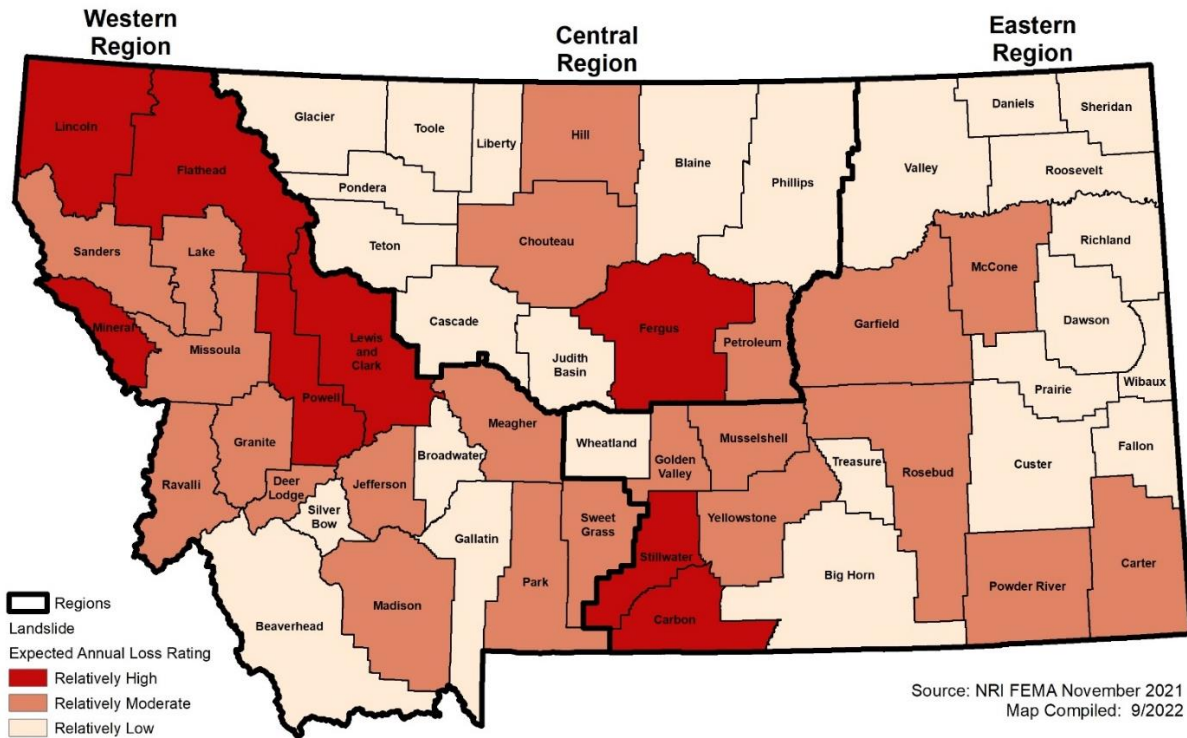 Western
Region
Central
Region
Eastern
Region
Lincoln
Flathead
Glacier
Toole
Liberty
Hill
Blaine
Phillips
Valley
Daniels
Sheridan
Roosevelt
Pondera
Teton
Chouteau
Sanders
Lake
Richland
McCone
Garfield
Dawson
Mineral
Missoula
Lewis
and
Clark
Cascade
Judith
Basin
Fergus
Petroleum
Prairie
Wibaux
Powell
Granite
Ravalli
Deer
Lodge
Silver
Bow
Jefferson
Broadwater
Meagher
Wheatland
Golden
Valley
Musselshell
Treasure
Rosebud
Custer
Fallon
Gallatin
Sweet
Grass
Stillwater
Yellowstone
Big Horn
Powder River
Carter
Beaverhead
Madison
Park
Carbon
Regions
Landslide
Expected Annual Loss Rating
Relatively High
Relatively Moderate
Relatively Low
Source: NRI FEMA November 2021
Map Compiled: 9/2022